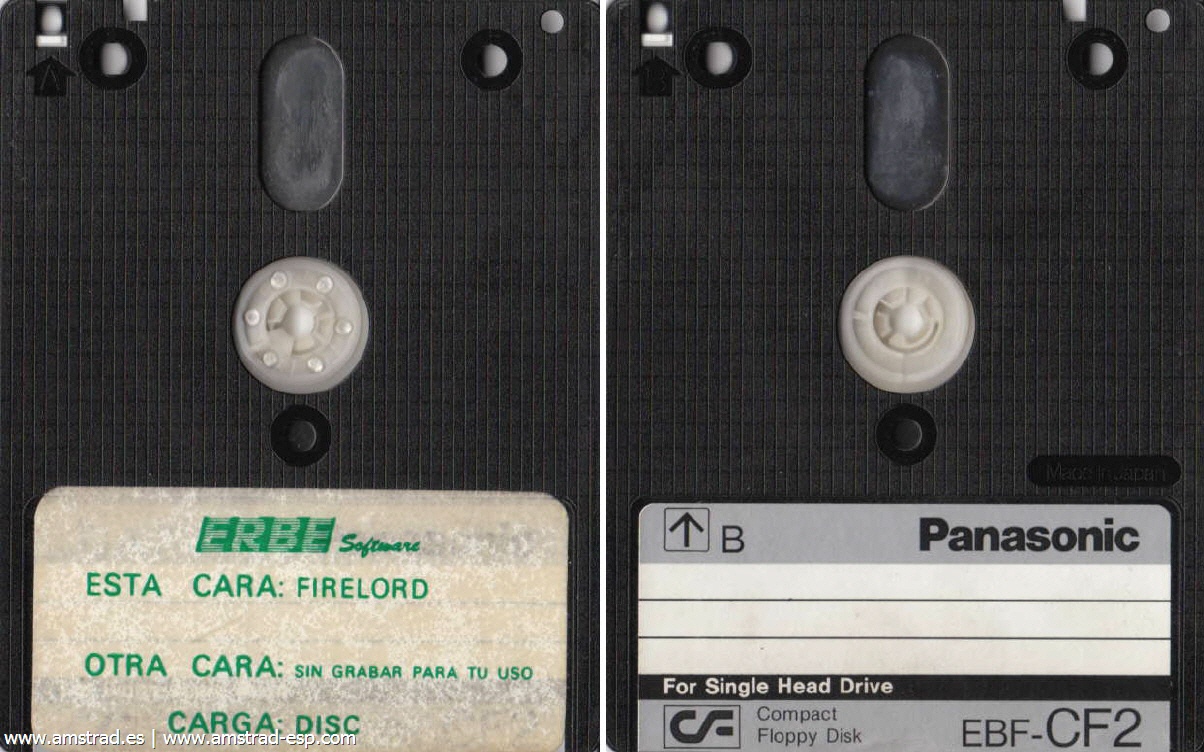 A
ERBE Software
ESTA CARA: FIRELORD
OTRA CARA: SIN GRABAR PARA TU USO
CARGA: DISC
www.amstrad.es | www.amstrad-esp.com
Made in Japan
B Panasonic
For Single Head Drive
CF Compact
Floppy Disk
EBF-CF2